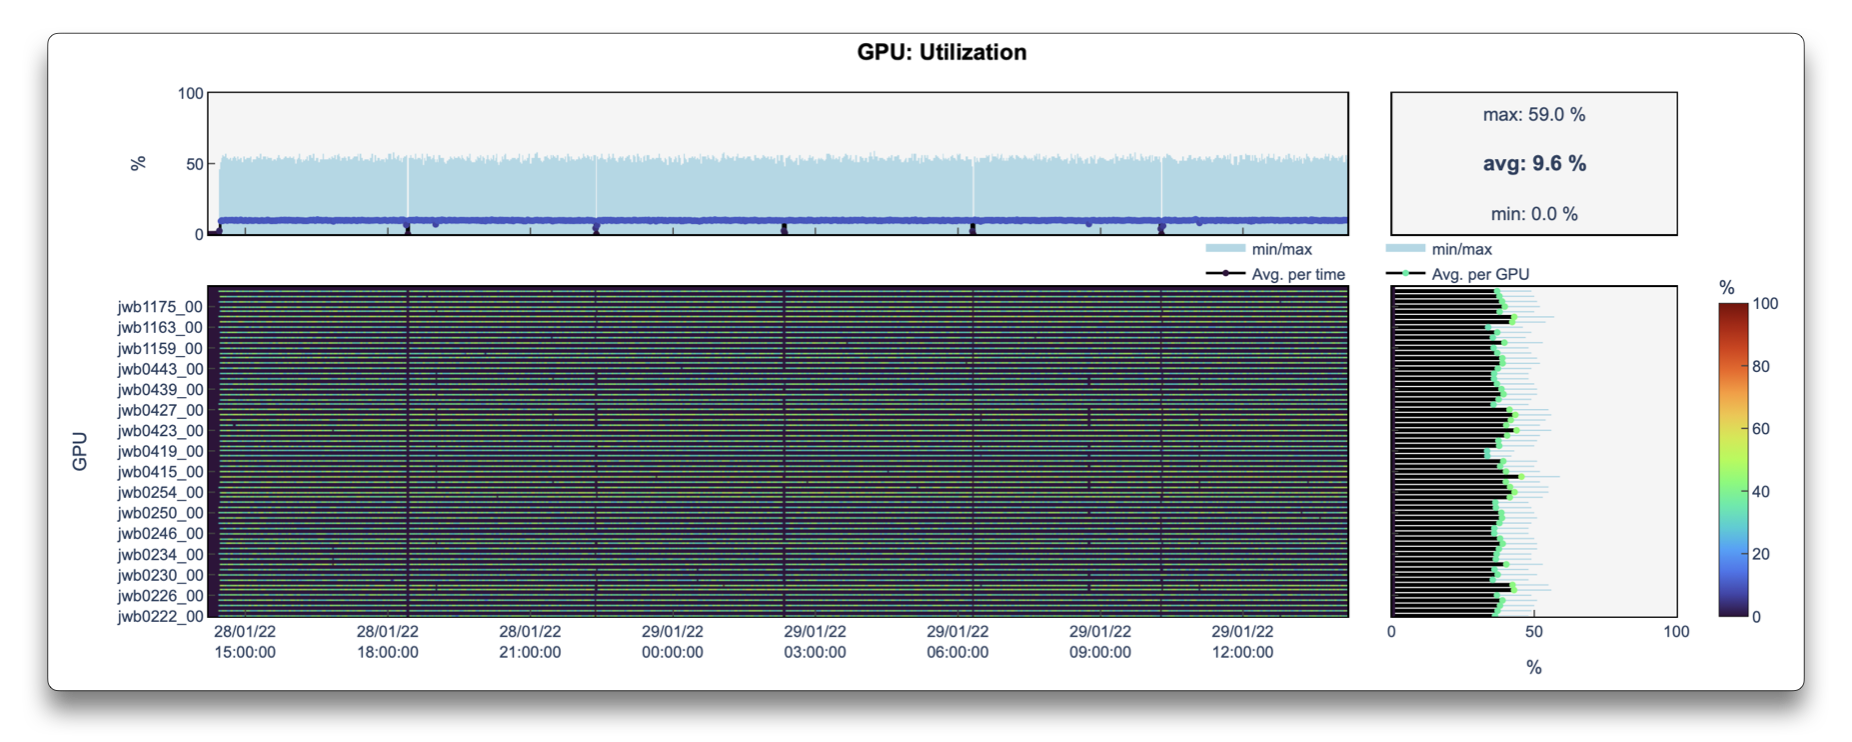 GPU: Utilization
100
50
0
%
max: 59.0 %
avg: 9.6 %
min: 0.0 %
min/max
Avg. per time
min/max
Avg. per GPU
GPU
jwb1175_00
jwb1163_00
jwb1159_00
jwb0443_00
jwb0439_00
jwb0427_00
jwb0423_00
jwb0419_00
jwb0415_00
jwb0254_00
jwb0250_00
jwb0246_00
jwb0234_00
jwb0230_00
jwb0226_00
jwb0222_00
28/01/22
15:00:00
28/01/22
18:00:00
28/01/22
21:00:00
29/01/22
00:00:00
29/01/22
03:00:00
29/01/22
06:00:00
29/01/22
09:00:00
29/01/22
12:00:00
0
50
100
%
%
100
80
60
40
20
0